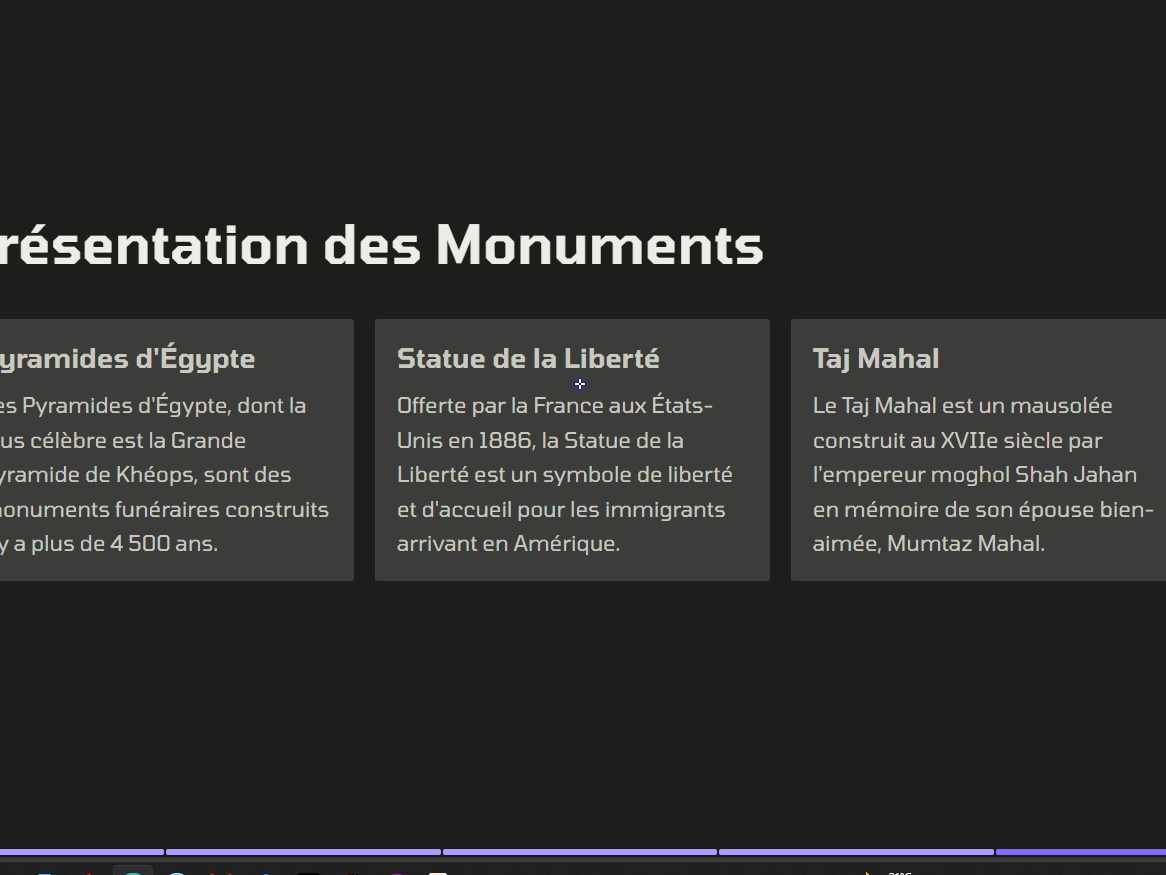 résentation des Monuments
yramides d'Égypte
es Pyramides d'Égypte, dont la
us célèbre est la Grande
yramide de Khéops, sont des
onuments funéraires construits
y a plus de 4 500 ans.
Statue de la Liberté
Offerte par la France aux États-
Unis en 1886, la Statue de la
Liberté est un symbole de liberté
et d'accueil pour les immigrants
arrivant en Amérique.
Taj Mahal
Le Taj Mahal est un mausolée
construit au XVIIe siècle par
l'empereur moghol Shah Jahan
en mémoire de son épouse bien-
aimée, Mumtaz Mahal.